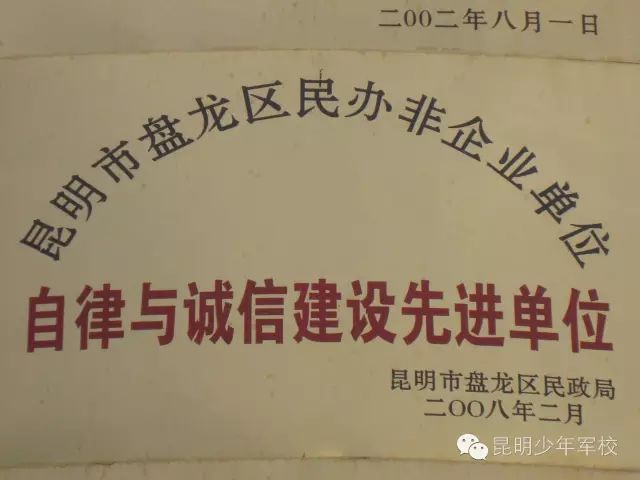 二〇〇二年八月一日
昆明市盘龙区民办非企业单位
自律与诚信建设先进单位
昆明市盘龙区民政局
二〇〇八年二月
昆明少年军校